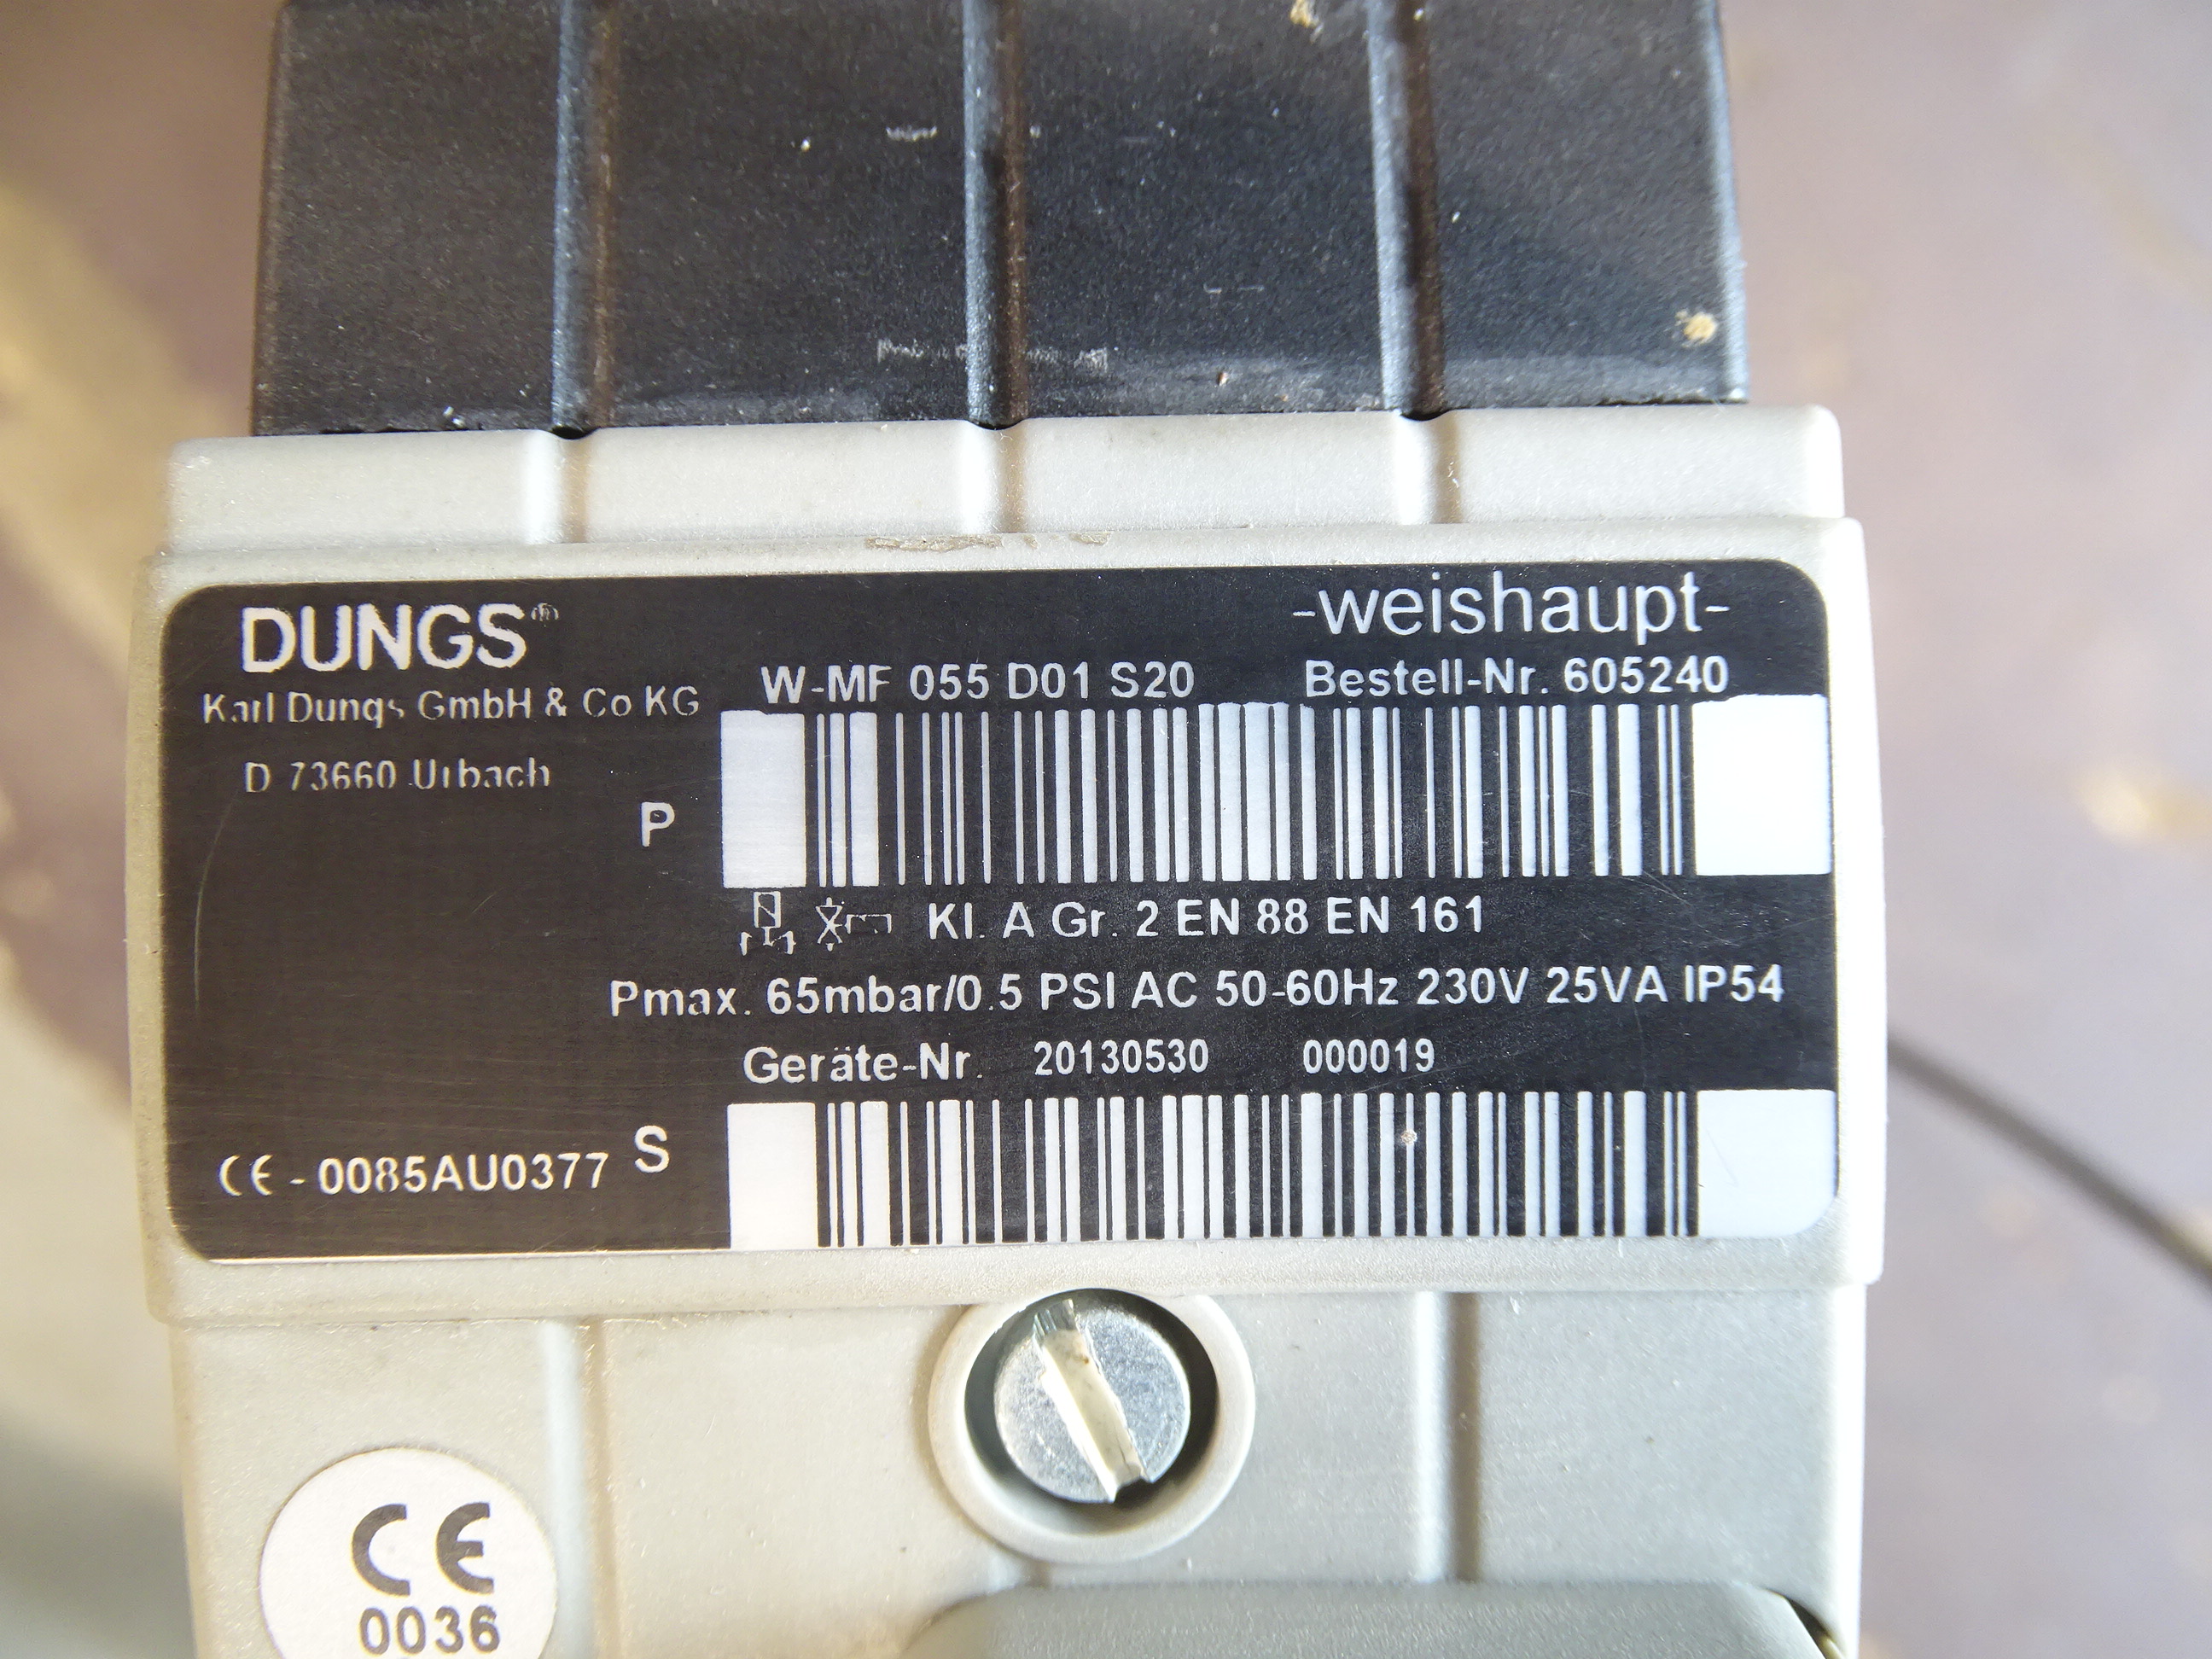 DUNGS®
-weishaupt-
Karl Dungs GmbH & Co KG
W-MF 055 D01 S20
Bestell-Nr. 605240
D 73660 Urbach
P
Kl. A Gr. 2 EN 88 EN 161
Pmax. 65mbar/0.5 PSI AC 50-60Hz 230V 25VA IP54
Geräte-Nr. 20130530 000019
CE - 0085AU0377
S
CE
0036